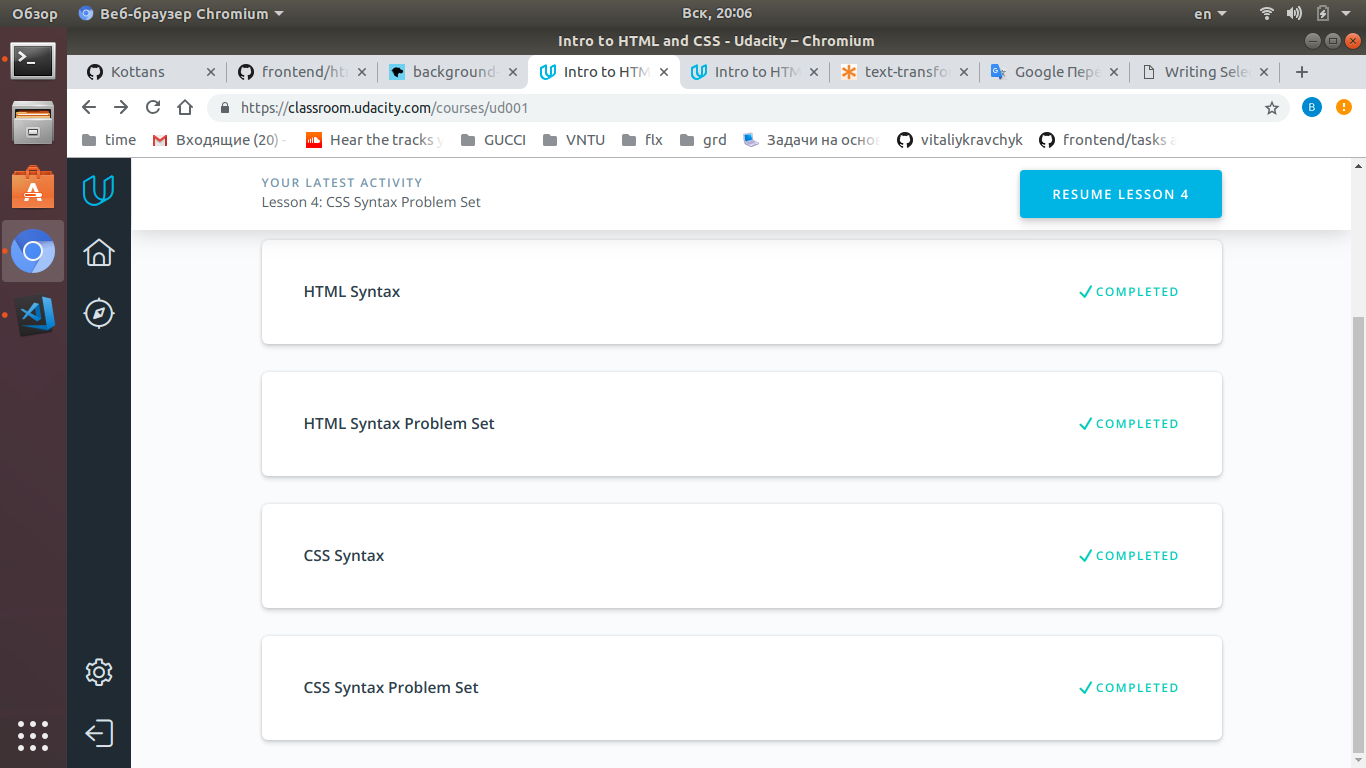 Обзор Веб-браузер Chromium Вск, 20:06 en
Intro to HTML and CSS - Udacity – Chromium
Kottans frontend/ht background- Intro to HTM Intro to HTM text-transfo Google Пере Writing Sele
https://classroom.udacity.com/courses/ud001 B
time Входящие (20) - Hear the tracks y GUCCI VNTU flx grd Задачи на осно vitaliykravchyk frontend/tasks a
YOUR LATEST ACTIVITY
Lesson 4: CSS Syntax Problem Set
RESUME LESSON 4
HTML Syntax COMPLETED
HTML Syntax Problem Set COMPLETED
CSS Syntax COMPLETED
CSS Syntax Problem Set COMPLETED